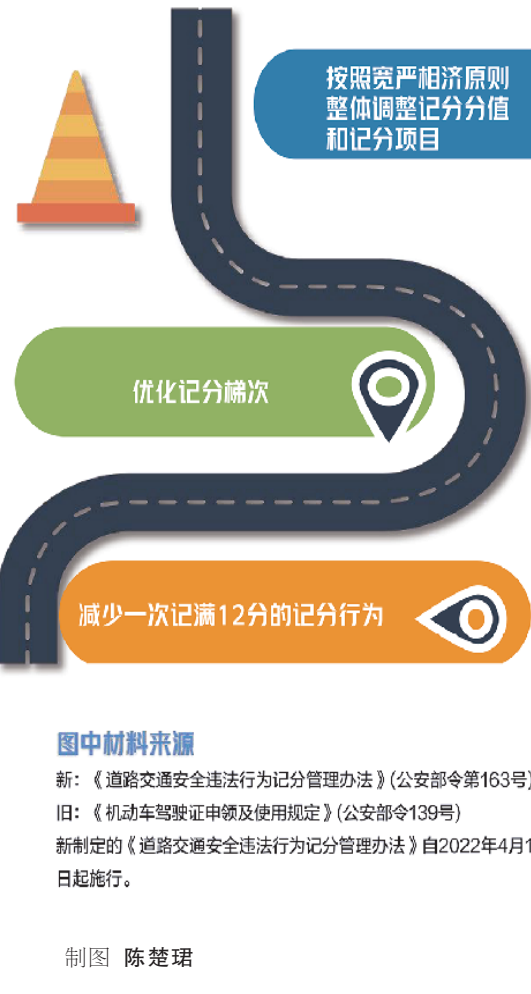 按照宽严相济原则
整体调整记分分值
和记分项目
优化记分梯次
减少一次记满12分的记分行为
图中材料来源
新：《道路交通安全违法行为记分管理办法》(公安部令第163号)
旧：《机动车驾驶证申领及使用规定》(公安部令139号)
新制定的《道路交通安全违法行为记分管理办法》自2022年4月1
日起施行。
制图 陈楚珺